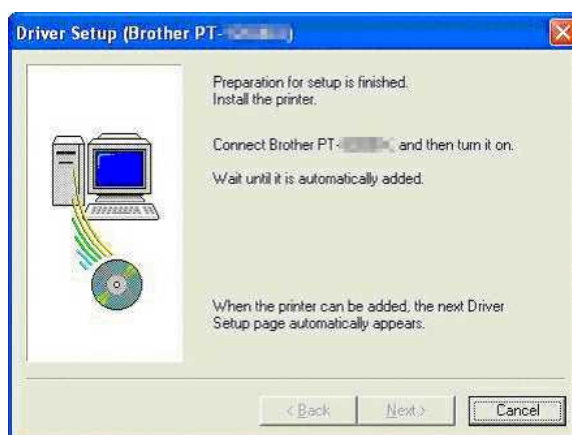 Driver Setup (Brother PT-
Preparation for setup is finished.
Install the printer.
Connect Brother PT- and then turn it on.
Wait until it is automatically added.
When the printer can be added, the next Driver
Setup page automatically appears.
< Back
Next >
Cancel